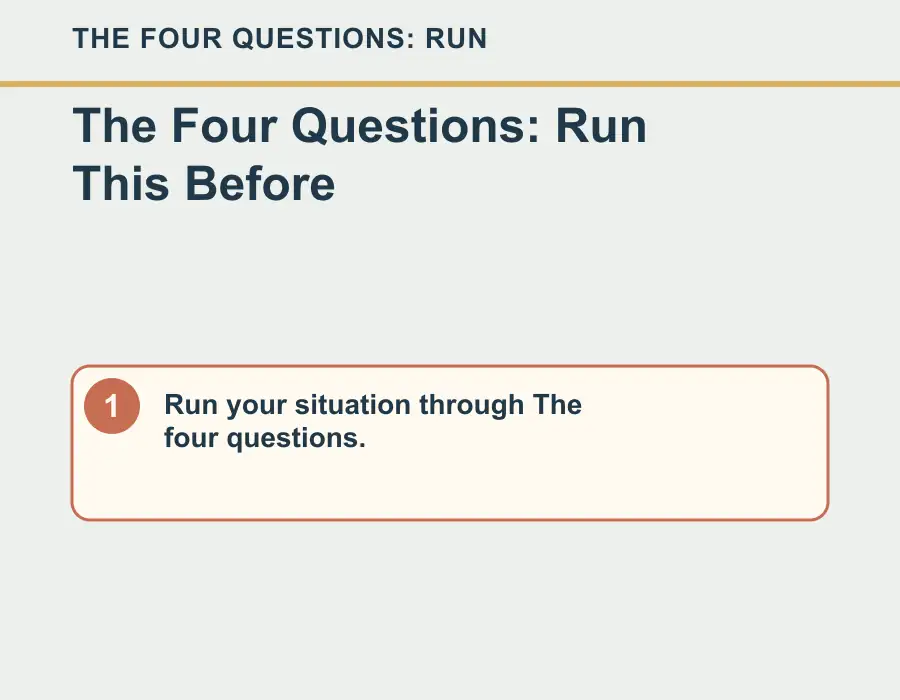 THE FOUR QUESTIONS: RUN
The Four Questions: Run
This Before
1
Run your situation through The
four questions.